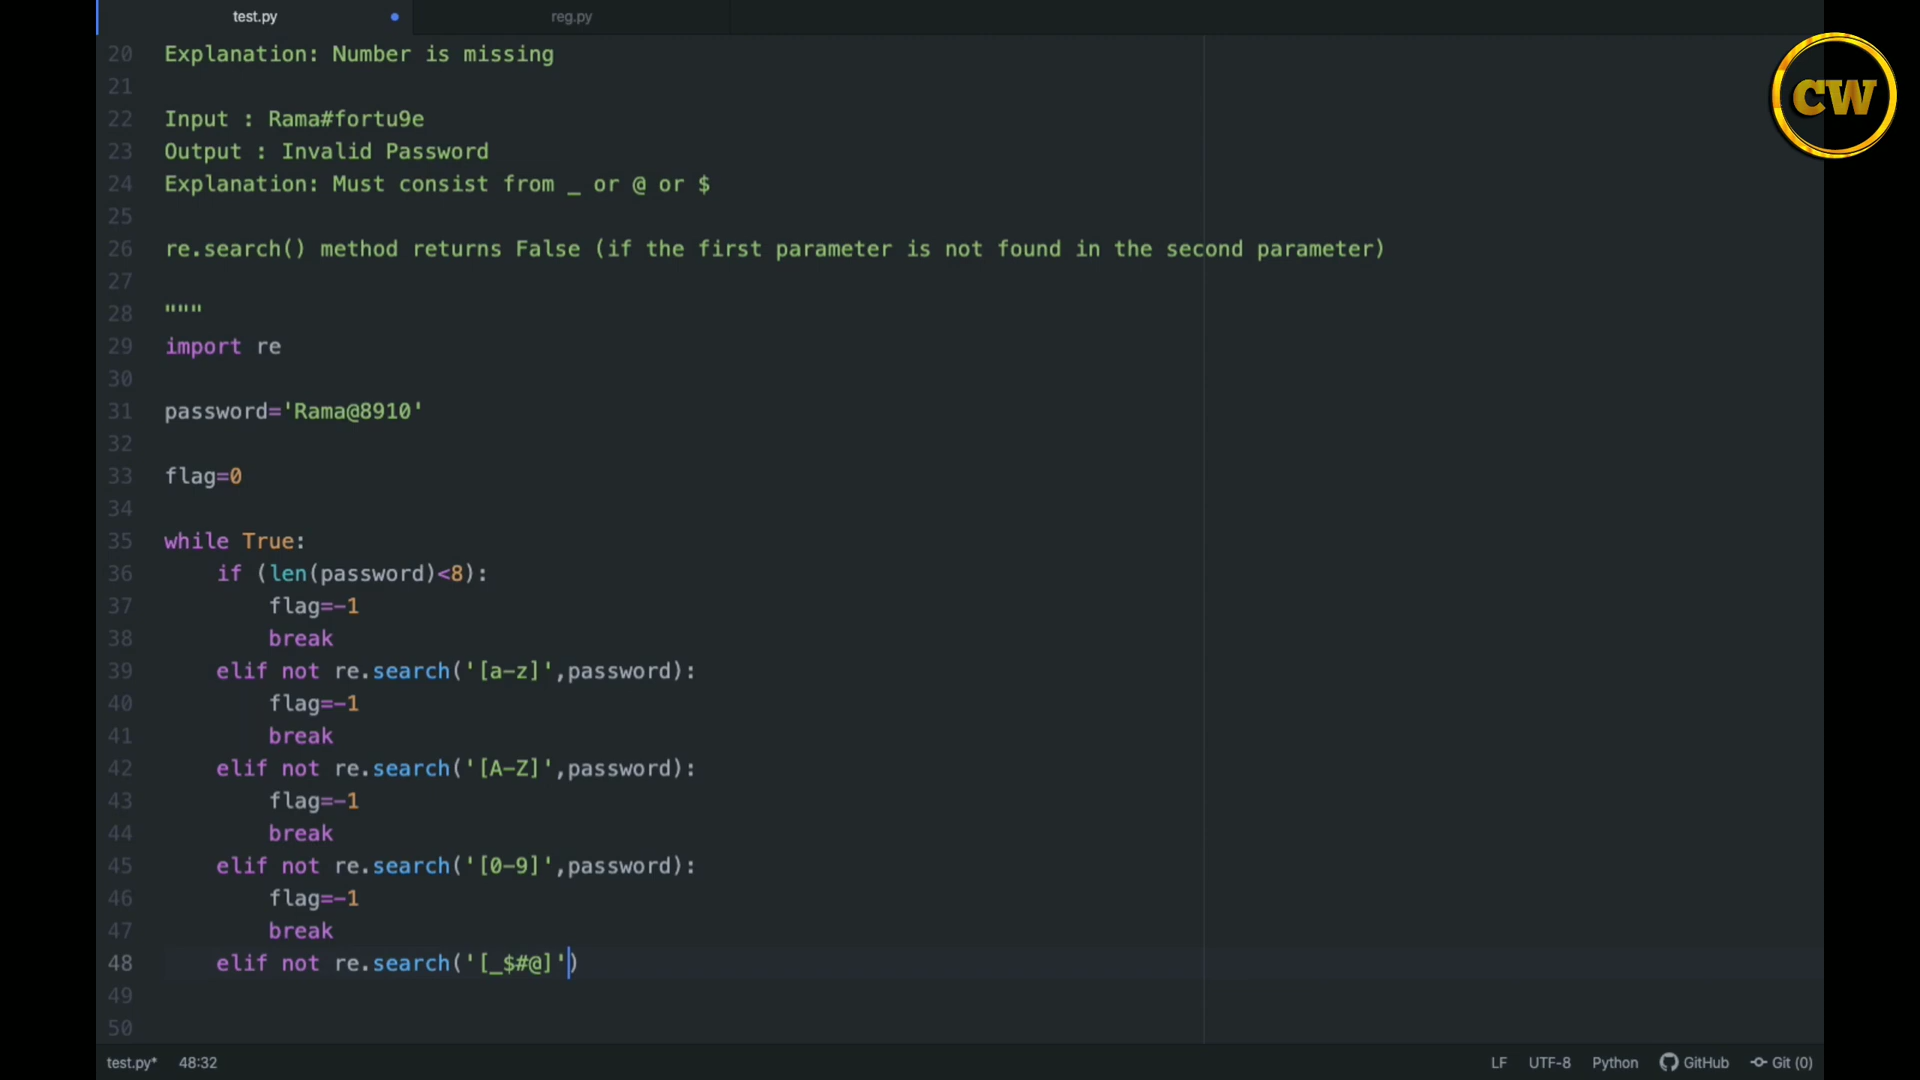 test.py
reg.py
CW
20 Explanation: Number is missing
21
22 Input : Rama#fortu9e
23 Output : Invalid Password
24 Explanation: Must consist from _ or @ or $
25
26 re.search() method returns False (if the first parameter is not found in the second parameter)
27
28 """
29 import re
30
31 password='Rama@8910'
32
33 flag=0
34
35 while True:
36     if (len(password)<8):
37         flag=-1
38         break
39     elif not re.search('[a-z]',password):
40         flag=-1
41         break
42     elif not re.search('[A-Z]',password):
43         flag=-1
44         break
45     elif not re.search('[0-9]',password):
46         flag=-1
47         break
48     elif not re.search('[_$#@]')
49
50
test.py* 48:32 LF UTF-8 Python GitHub Git (0)